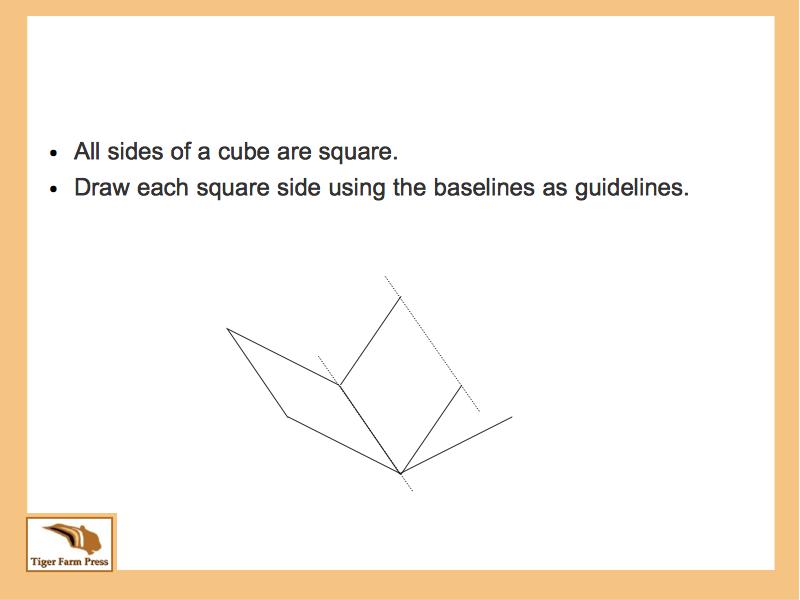 • All sides of a cube are square.
• Draw each square side using the baselines as guidelines.
Tiger Farm Press